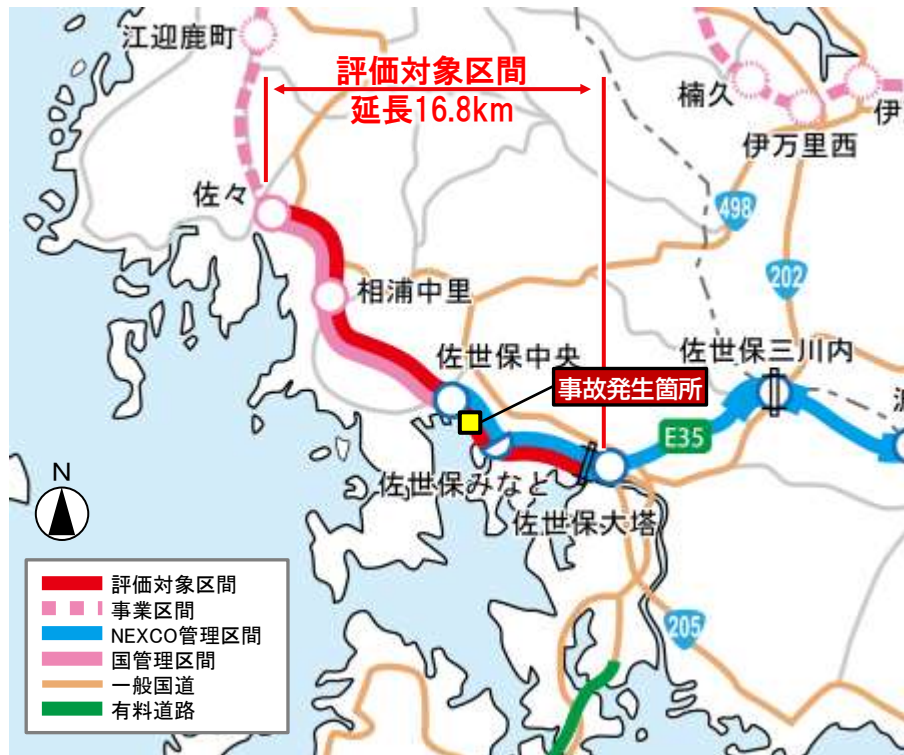 江迎鹿町
評価対象区間
延長16.8km
楠久
伊
伊万里西
佐々
498
202
相浦中里
佐世保中央
佐世保三川内
事故発生箇所
E35
佐世保みなと
佐世保大塔
N
205
評価対象区間
事業区間
NEXCO管理区間
国管理区間
一般国道
有料道路